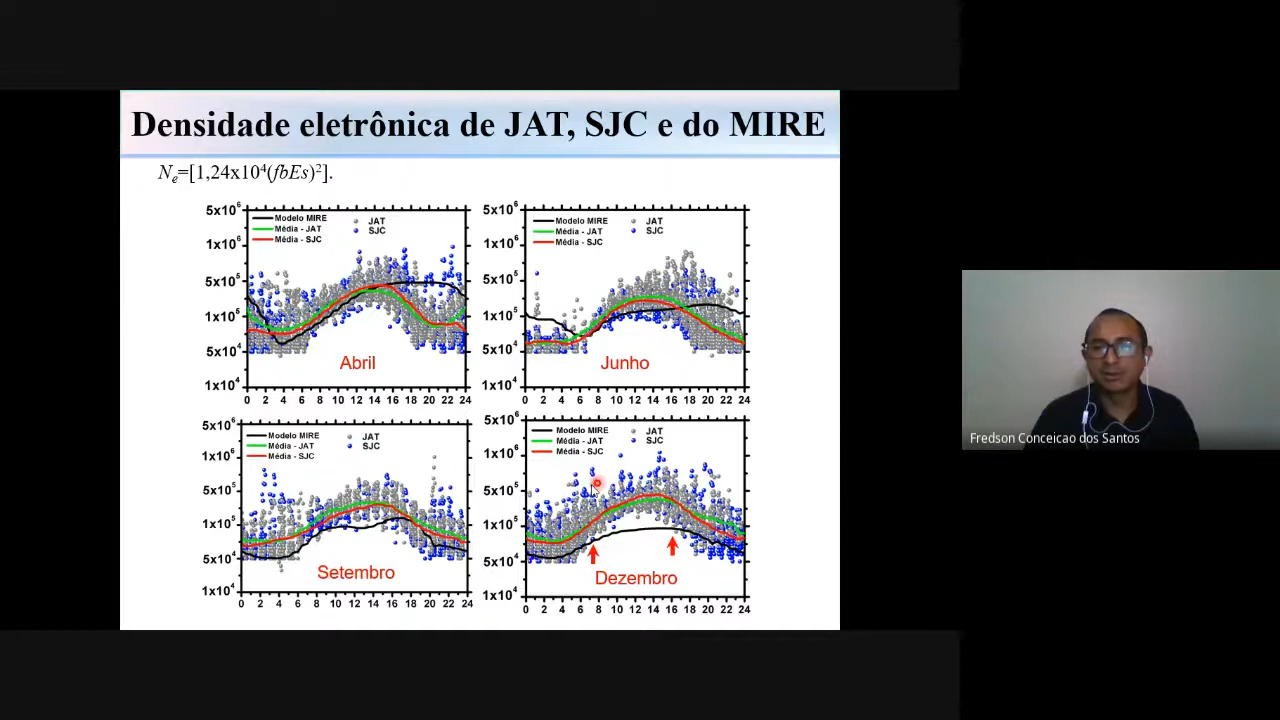 Densidade eletrônica de JAT, SJC e do MIRE
Nₑ=[1,24x10⁴(fbEs)²].
5x10⁶
1x10⁶
5x10⁵
1x10⁵
5x10⁴
1x10⁴
Modelo MIRE
Média - JAT
Média - SJC
JAT
SJC
Abril
0 2 4 6 8 10 12 14 16 18 20 22 24
5x10⁶
1x10⁶
5x10⁵
1x10⁵
5x10⁴
1x10⁴
Modelo MIRE
Média - JAT
Média - SJC
JAT
SJC
Junho
0 2 4 6 8 10 12 14 16 18 20 22 24
5x10⁶
1x10⁶
5x10⁵
1x10⁵
5x10⁴
1x10⁴
Modelo MIRE
Média - JAT
Média - SJC
JAT
SJC
Setembro
0 2 4 6 8 10 12 14 16 18 20 22 24
5x10⁶
1x10⁶
5x10⁵
1x10⁵
5x10⁴
1x10⁴
Modelo MIRE
Média - JAT
Média - SJC
JAT
SJC
Dezembro
0 2 4 6 8 10 12 14 16 18 20 22 24
Fredson Conceicao dos Santos